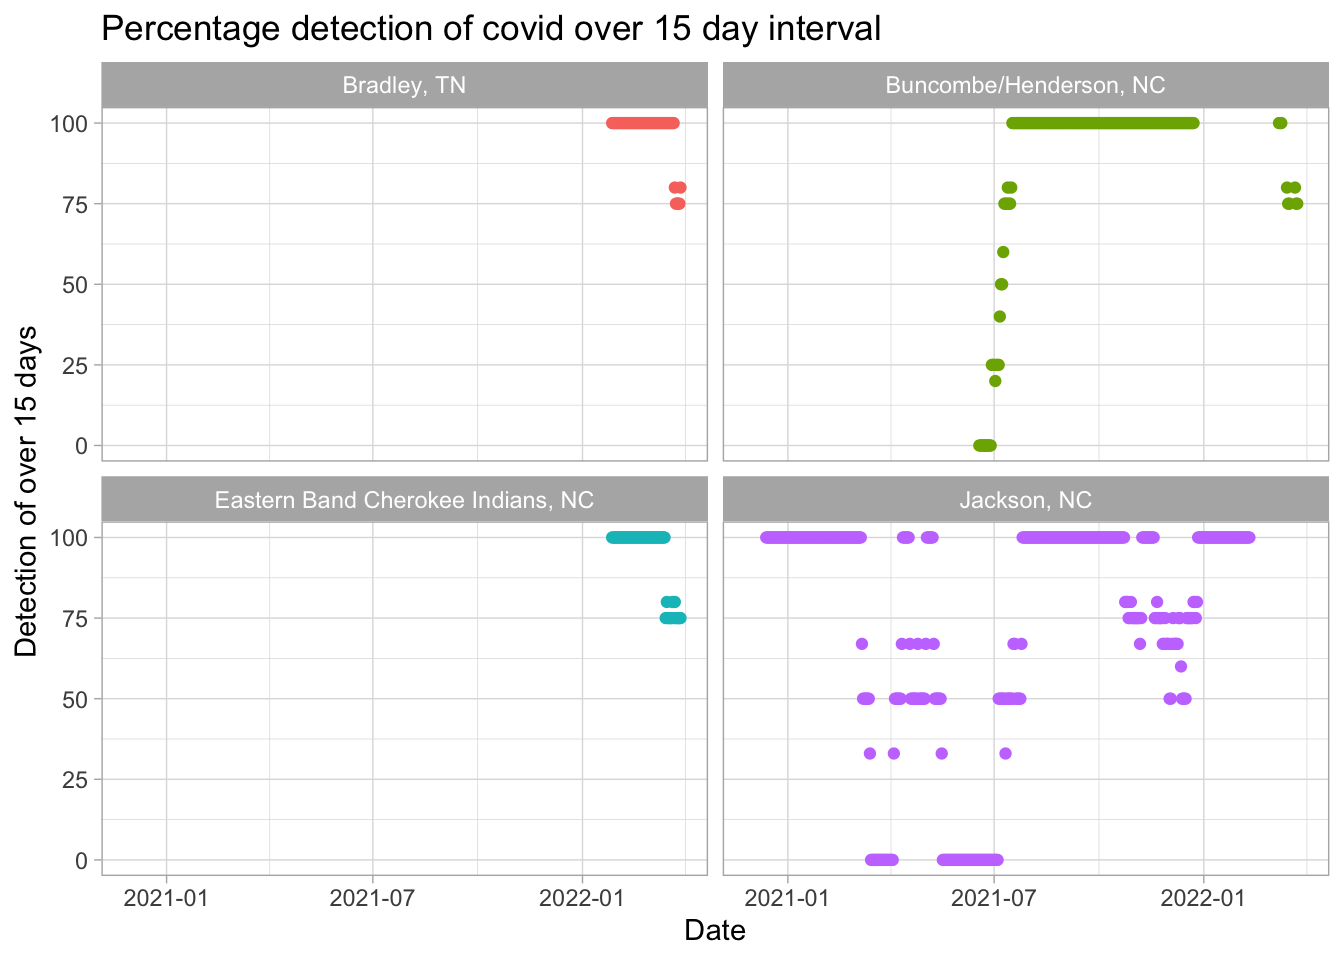 Percentage detection of covid over 15 day interval
Bradley, TN
Buncombe/Henderson, NC
100
75
50
25
0
Eastern Band Cherokee Indians, NC
Jackson, NC
100
75
50
25
0
Detection of over 15 days
2021-01
2021-07
2022-01
2021-01
2021-07
2022-01
Date